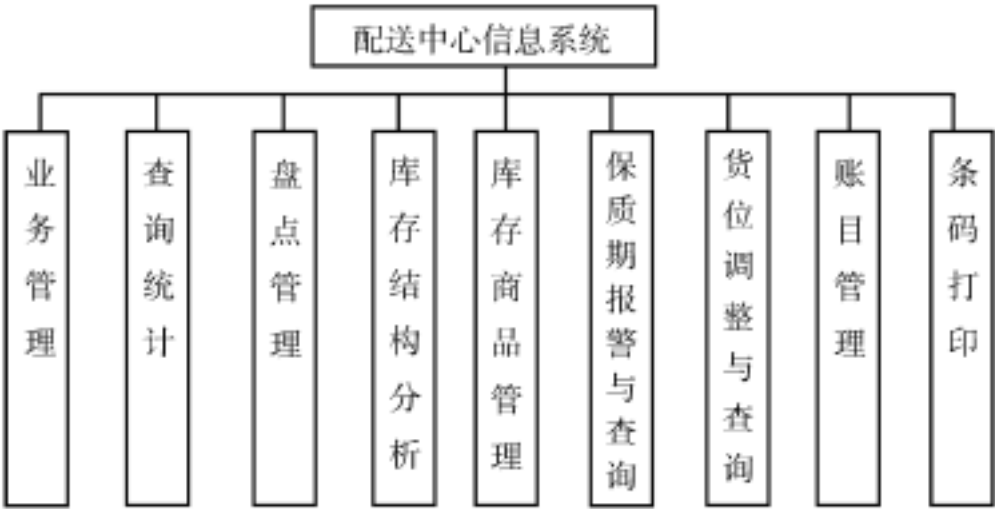 配送中心信息系统
业务管理
查询统计
盘点管理
库存结构分析
库存商品管理
保质期报警与查询
货位调整与查询
账目管理
条码打印